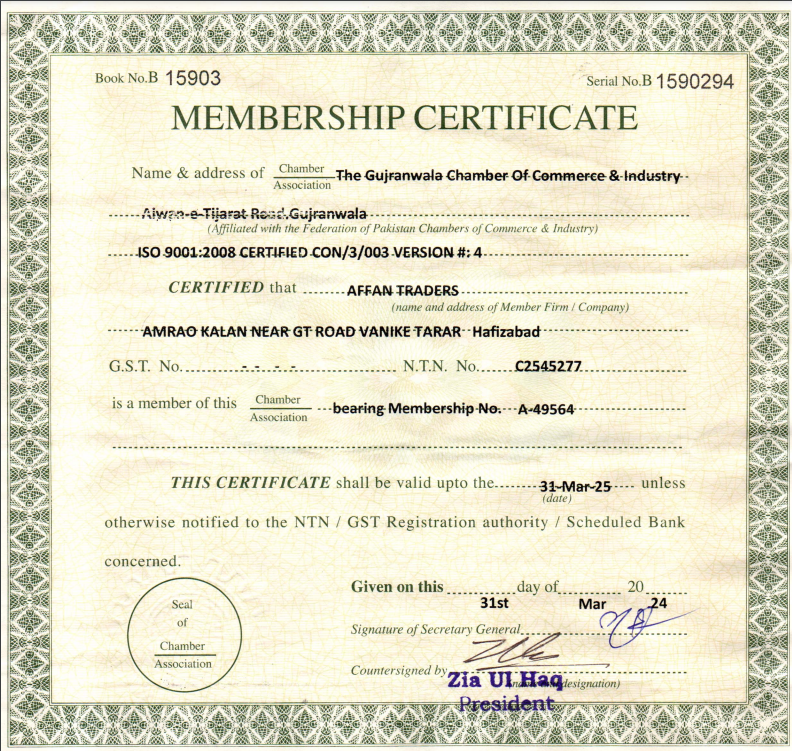 Book No.B 15903 Serial No.B 1590294
MEMBERSHIP CERTIFICATE
Name & address of Chamber The Gujranwala Chamber Of Commerce & Industry
Association
Aiwan-e-Tijarat Road,Gujranwala
(Affiliated with the Federation of Pakistan Chambers of Commerce & Industry)
ISO 9001:2008 CERTIFIED CON/3/003 VERSION #: 4
CERTIFIED that AFFAN TRADERS
(name and address of Member Firm / Company)
AMRAO KALAN NEAR GT ROAD VANIKE TARAR Hafizabad
G.S.T. No. - - - - N.T.N. No. C2545277
is a member of this Chamber bearing Membership No. A-49564
Association
THIS CERTIFICATE shall be valid upto the 31-Mar-25 unless
(date)
otherwise notified to the NTN / GST Registration authority / Scheduled Bank
concerned.
Given on this day of 20
31st Mar 24
Seal
of
Chamber
Association
Signature of Secretary General
Countersigned by
Zia Ul Haq
designation)
President